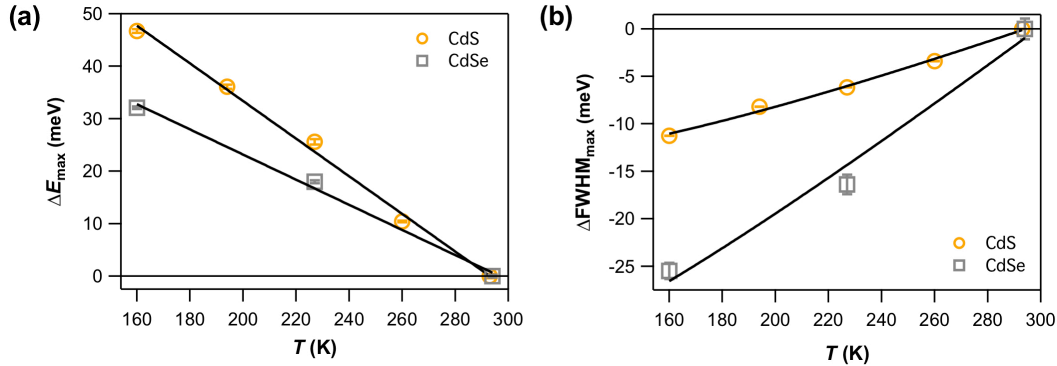 (a)
50
40
30
20
10
0
ΔEmax (meV)
CdS
CdSe
160 180 200 220 240 260 280 300
T (K)
(b)
0
-5
-10
-15
-20
-25
ΔFWHMmax (meV)
CdS
CdSe
160 180 200 220 240 260 280 300
T (K)